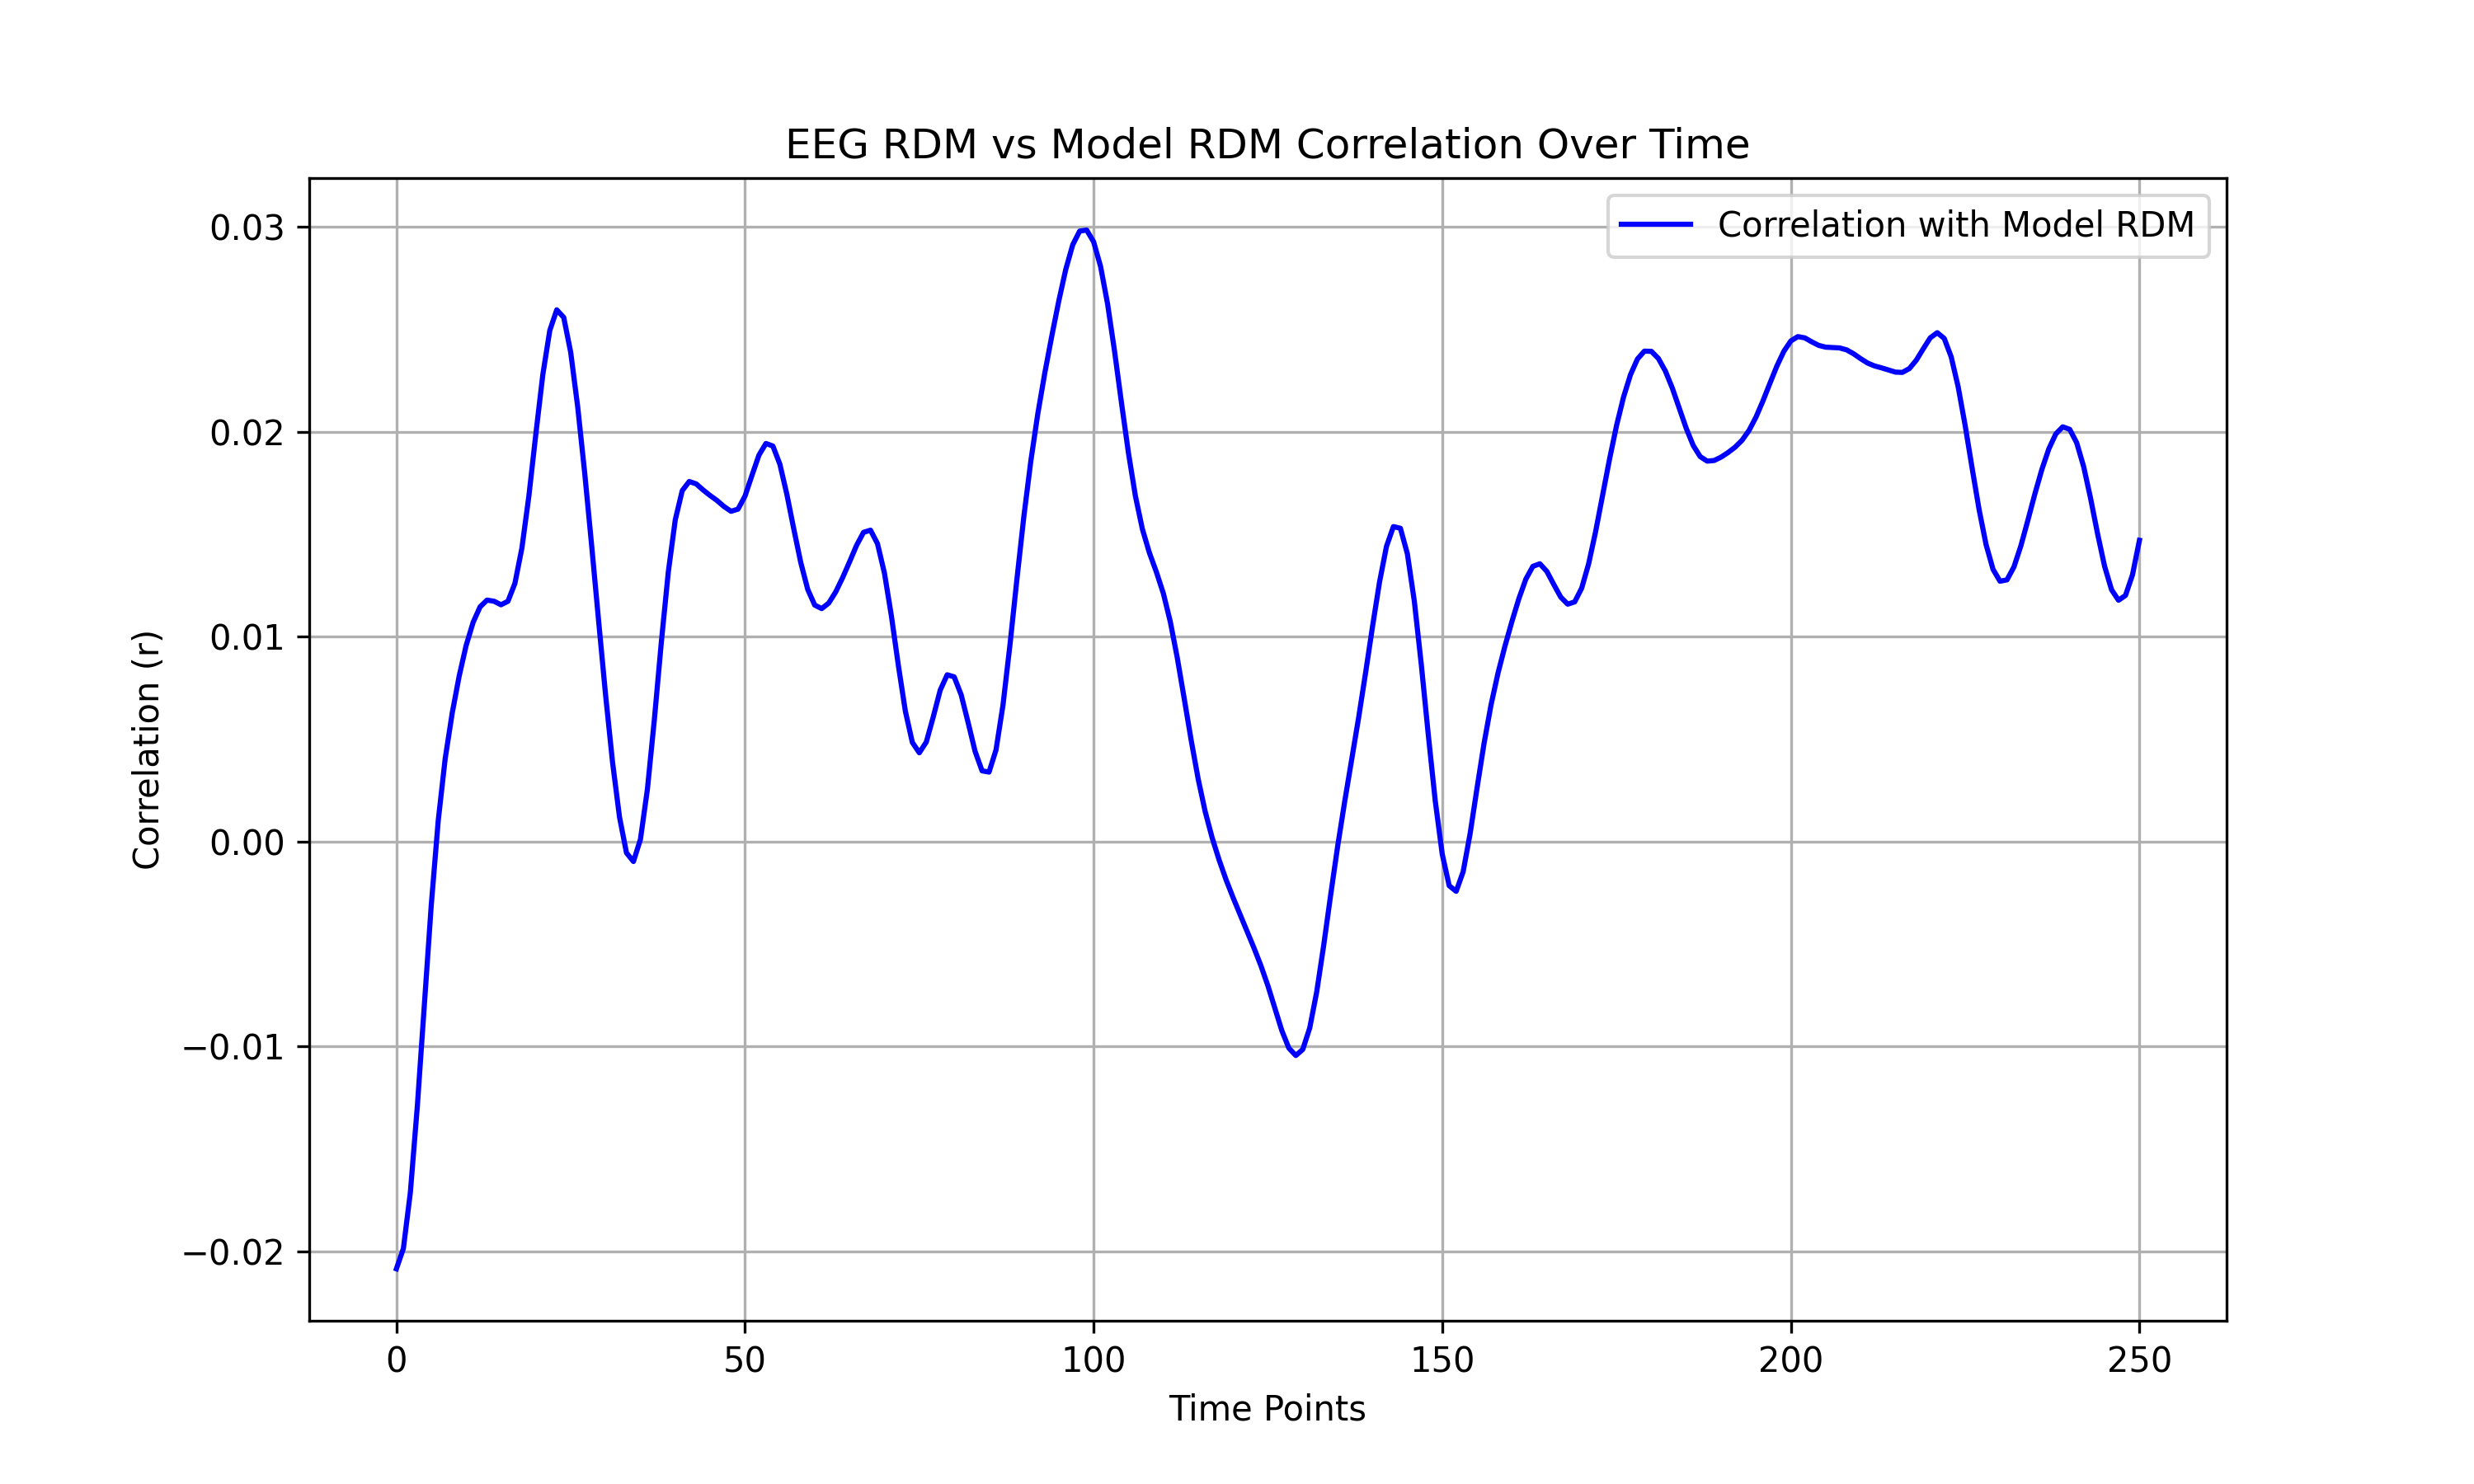 EEG RDM vs Model RDM Correlation Over Time
Correlation with Model RDM
Correlation (r)
0.03
0.02
0.01
0.00
−0.01
−0.02
0 50 100 150 200 250
Time Points